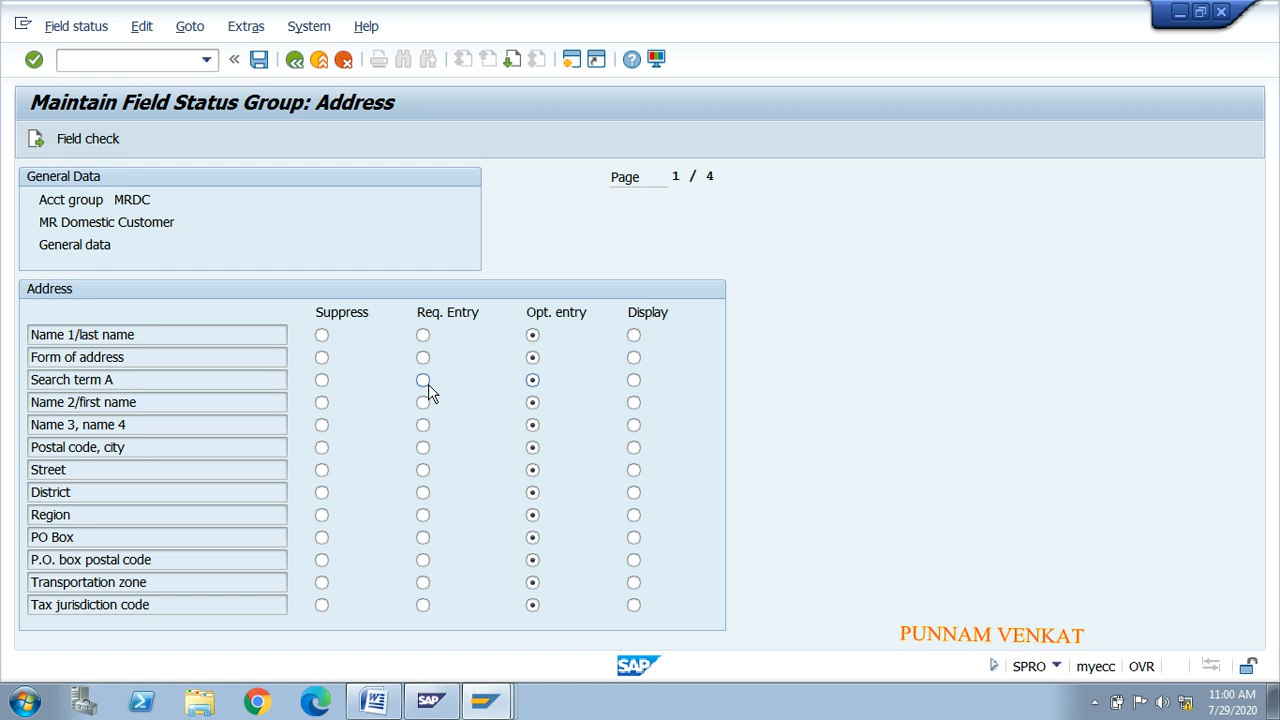 Field status Edit Goto Extras System Help
Maintain Field Status Group: Address
Field check
General Data
Page 1 / 4
Acct group MRDC
MR Domestic Customer
General data
Address
Suppress Req. Entry Opt. entry Display
Name 1/last name
Form of address
Search term A
Name 2/first name
Name 3, name 4
Postal code, city
Street
District
Region
PO Box
P.O. box postal code
Transportation zone
Tax jurisdiction code
PUNNAM VENKAT
SAP SPRO myecc OVR
SAP 11:00 AM
7/29/2020